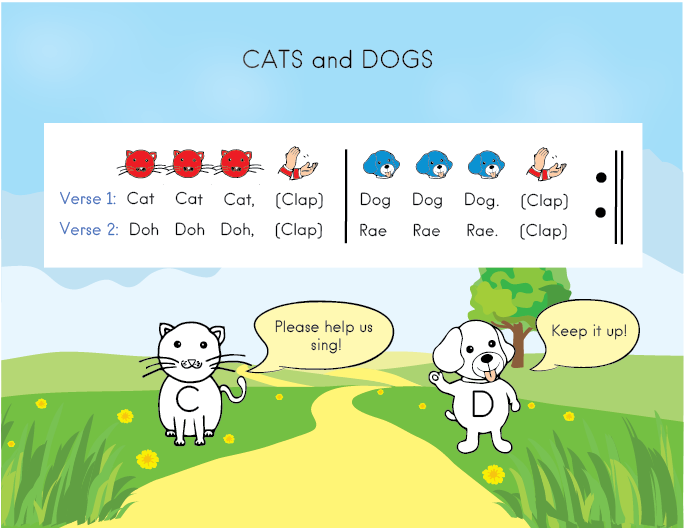 CATS and DOGS
Verse 1: Cat Cat Cat, (Clap) Dog Dog Dog. (Clap)
Verse 2: Doh Doh Doh, (Clap) Rae Rae Rae. (Clap)
Please help us
sing!
Keep it up!
C
D